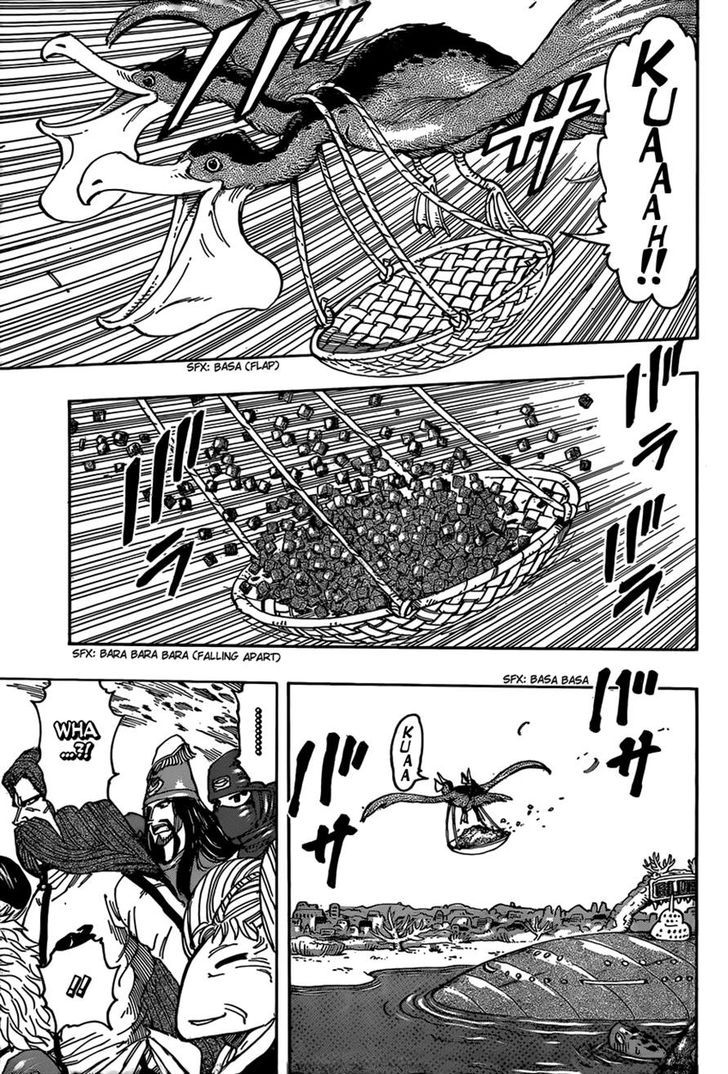 バサ
KUAAAH!!
SFX: BASA (FLAP)
バラ
バラ
バラ
SFX: BARA BARA BARA (FALLING APART)
SFX: BASA BASA
バサ
バサ
KUAA
WHA
...?!
!!